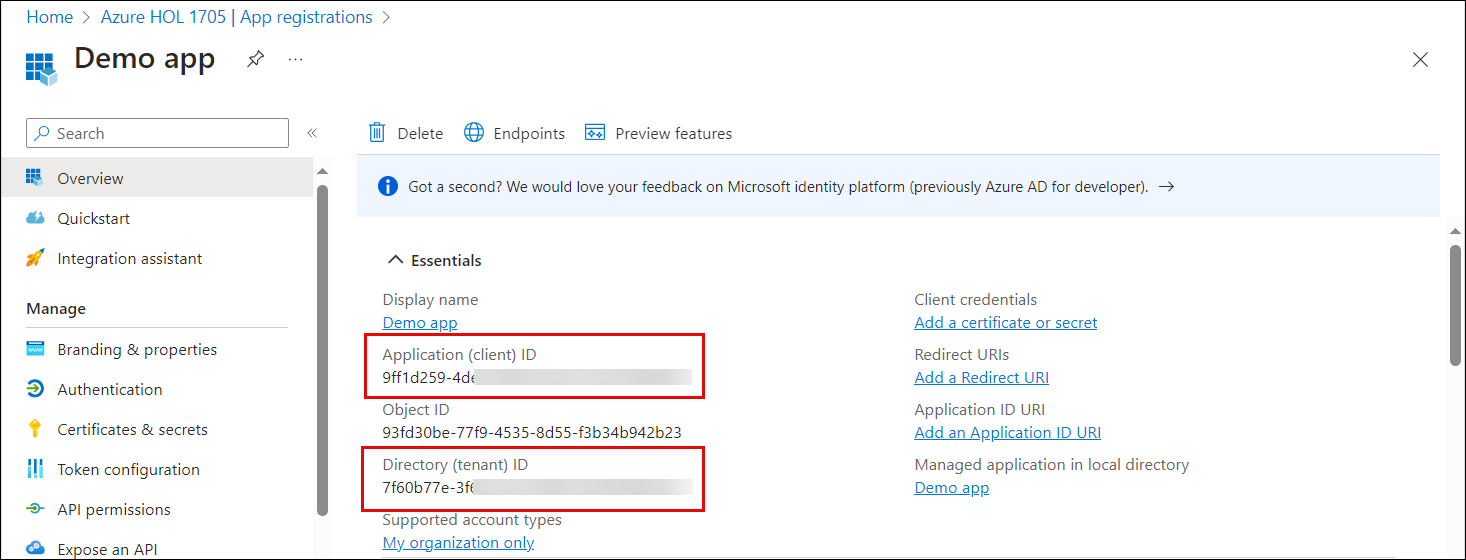 Home > Azure HOL 1705 | App registrations >
Demo app
Search
«
Delete Endpoints Preview features
Overview
Quickstart
Integration assistant
Manage
Branding & properties
Authentication
Certificates & secrets
Token configuration
API permissions
Expose an API
Got a second? We would love your feedback on Microsoft identity platform (previously Azure AD for developer). →
Essentials
Display name
Demo app
Application (client) ID
9ff1d259-4de
Object ID
93fd30be-77f9-4535-8d55-f3b34b942b23
Directory (tenant) ID
7f60b77e-3f6
Supported account types
My organization only
Client credentials
Add a certificate or secret
Redirect URIs
Add a Redirect URI
Application ID URI
Add an Application ID URI
Managed application in local directory
Demo app